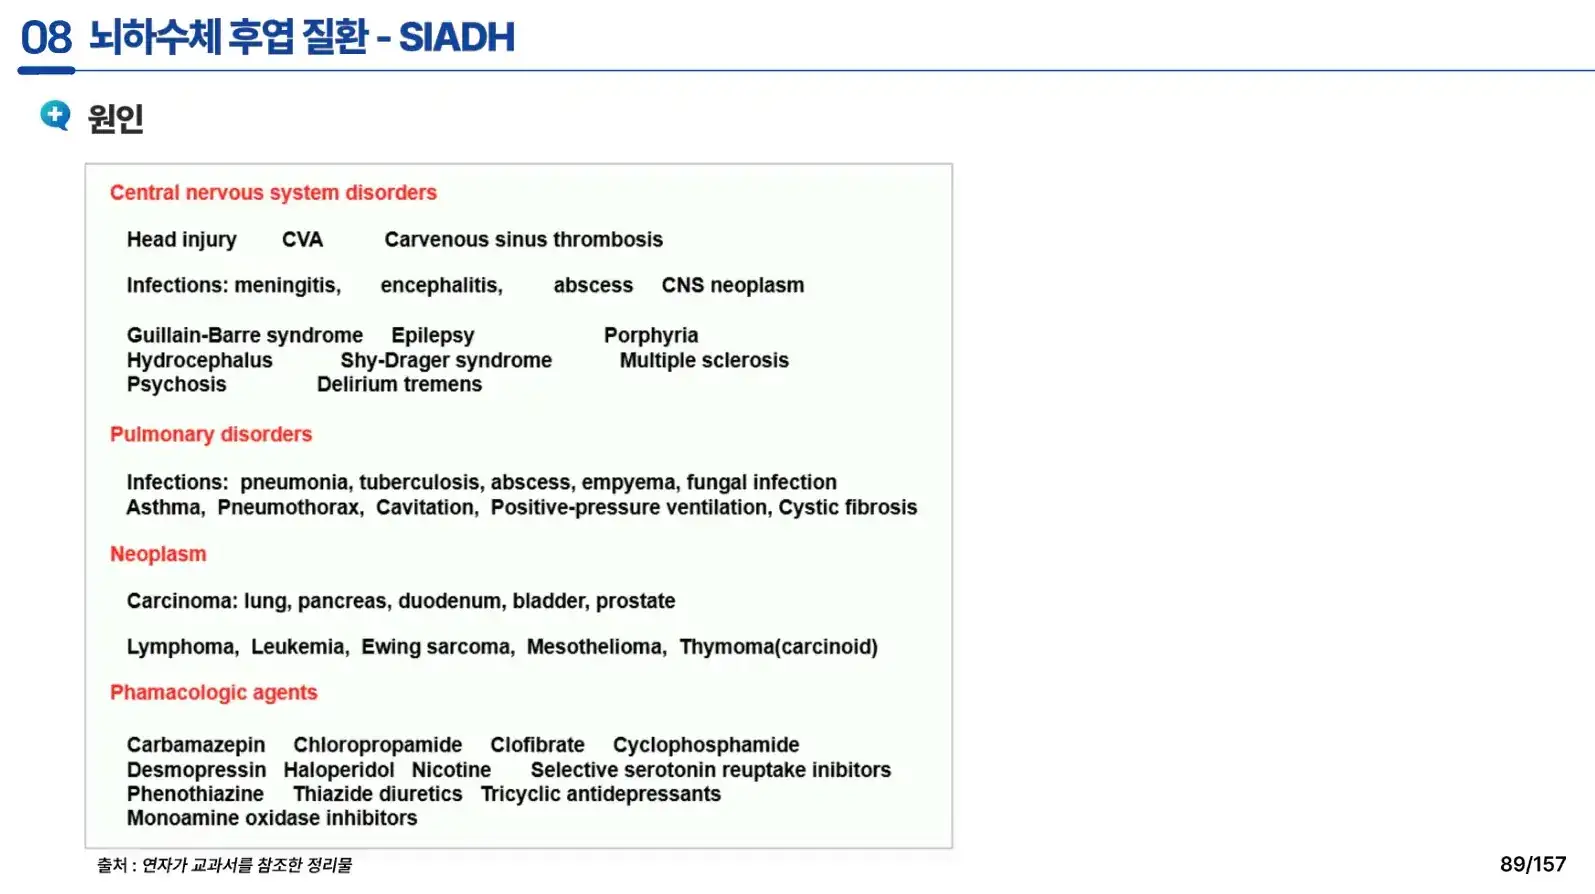 08 뇌하수체 후엽 질환 - SIADH
원인
Central nervous system disorders
Head injury CVA Carvenous sinus thrombosis
Infections: meningitis, encephalitis, abscess CNS neoplasm
Guillain-Barre syndrome Epilepsy Porphyria
Hydrocephalus Shy-Drager syndrome Multiple sclerosis
Psychosis Delirium tremens
Pulmonary disorders
Infections: pneumonia, tuberculosis, abscess, empyema, fungal infection
Asthma, Pneumothorax, Cavitation, Positive-pressure ventilation, Cystic fibrosis
Neoplasm
Carcinoma: lung, pancreas, duodenum, bladder, prostate
Lymphoma, Leukemia, Ewing sarcoma, Mesothelioma, Thymoma(carcinoid)
Phamacologic agents
Carbamazepin Chloropropamide Clofibrate Cyclophosphamide
Desmopressin Haloperidol Nicotine Selective serotonin reuptake inibitors
Phenothiazine Thiazide diuretics Tricyclic antidepressants
Monoamine oxidase inhibitors
출처 : 연자가 교과서를 참조한 정리물
89/157